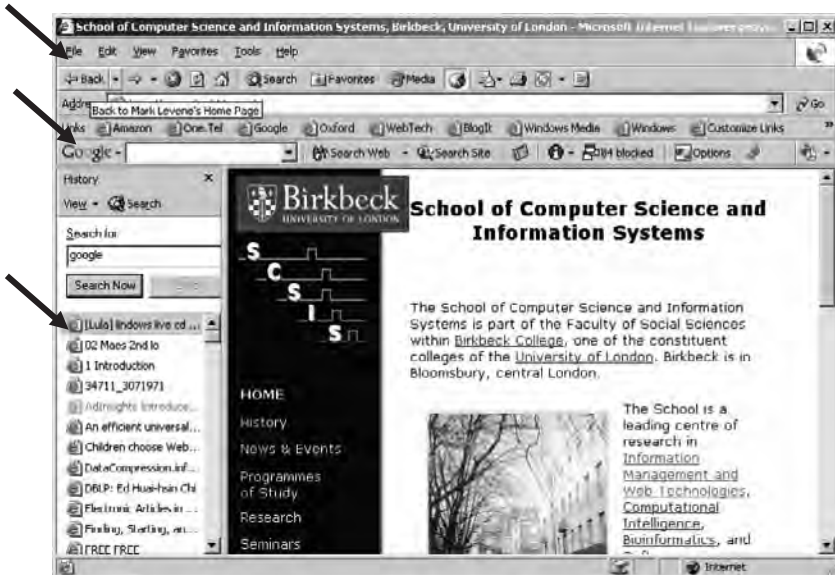 School of Computer Science and Information Systems, Birkbeck, University of London - Microsoft Internet
File Edit View Favorites Tools Help
Back Search Favorites Media
Address Go
Back to Mark Levene's Home Page
Links Amazon One.Tel Google Oxford WebTech BlogIt Windows Media Windows Customize Links »
Google Search Web Search Site 84 blocked Options
History x
View Search
Search for:
google
Search Now
[Lula] lindows live cd ...
02 Maes 2nd lo
1 Introduction
34711_3071971
An efficient universal...
Children choose Web...
DataCompression.inf...
DBLP: Ed Huai-hsin Chi
Electronic Articles in ...
Finding, Starting, an...
FREE FREE
Birkbeck
UNIVERSITY OF LONDON
S
C
S
I
S
HOME
History
News & Events
Programmes
of Study
Research
Seminars
School of Computer Science and
Information Systems
The School of Computer Science and Information
Systems is part of the Faculty of Social Sciences
within Birkbeck College, one of the constituent
colleges of the University of London. Birkbeck is in
Bloomsbury, central London.
The School is a
leading centre of
research in
Information
Management and
Web Technologies,
Computational
Intelligence,
Bioinformatics, and
Internet